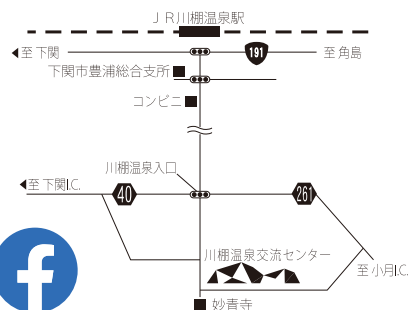 ＪＲ川棚温泉駅
至 下関
191
至 角島
下関市豊浦総合支所
コンビニ
川棚温泉入口
至 下関I.C.
40
261
川棚温泉交流センター
至 小月I.C.
妙青寺